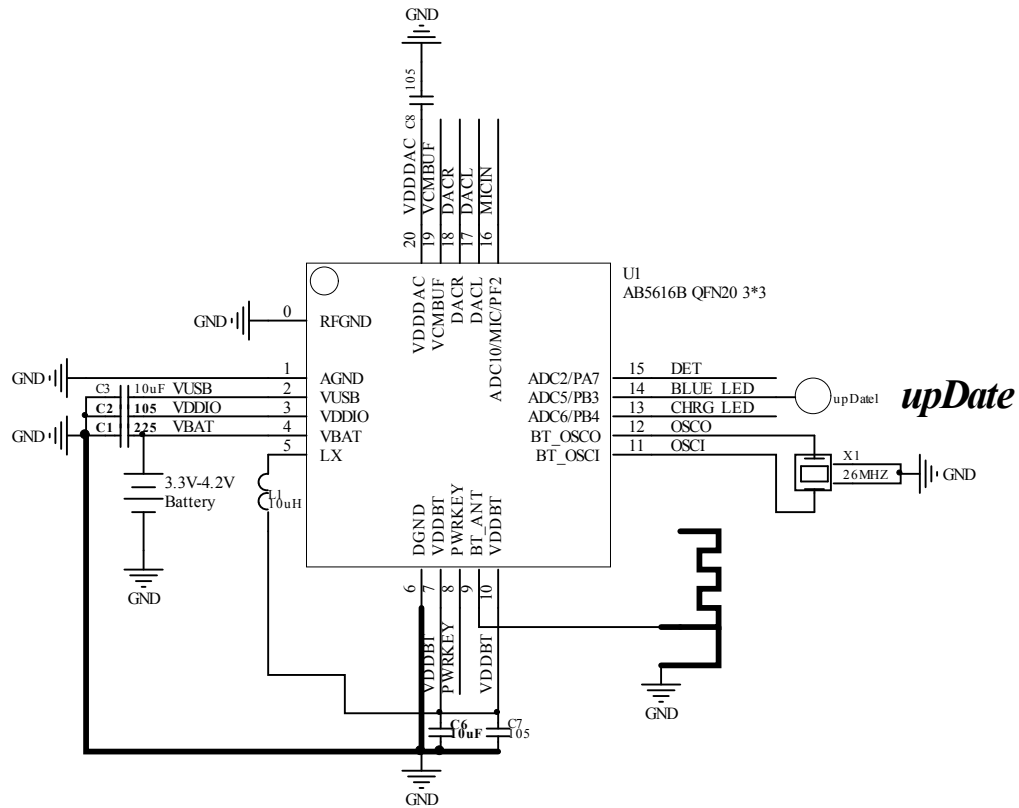 GND
105
C8
VDDDAC
VCMBUF
DACR
DACL
MICIN
20
19
18
17
16
U1
AB5616B QFN20 3*3
VDDDAC
VCMBUF
DACR
DACL
ADC10/MIC/PF2
GND
0
RFGND
GND
1
AGND
C3
10uF
VUSB
2
VUSB
C2
105
VDDIO
3
VDDIO
GND
C1
225
VBAT
4
VBAT
5
LX
ADC2/PA7
15
DET
ADC5/PB3
14
BLUE LED
upDate1
upDate
ADC6/PB4
13
CHRG LED
BT_OSCO
12
OSCO
BT_OSCI
11
OSCI
X1
26MHZ
GND
3.3V-4.2V
Battery
GND
L1
10uH
DGND
VDDBT
PWRKEY
BT_ANT
VDDBT
6
7
8
9
10
VDDBT
PWRKEY
VDDBT
GND
C6
10uF
C7
105
GND